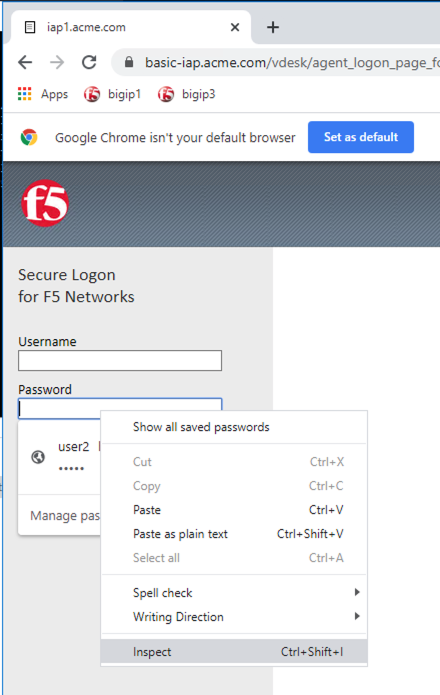 iap1.acme.com
basic-iap.acme.com/vdesk/agent_logon_page_fo
Apps bigip1 bigip3
Google Chrome isn't your default browser Set as default
f5
Secure Logon
for F5 Networks
Username
Password
user2
•••••
Manage pas
Show all saved passwords
Cut Ctrl+X
Copy Ctrl+C
Paste Ctrl+V
Paste as plain text Ctrl+Shift+V
Select all Ctrl+A
Spell check
Writing Direction
Inspect Ctrl+Shift+I